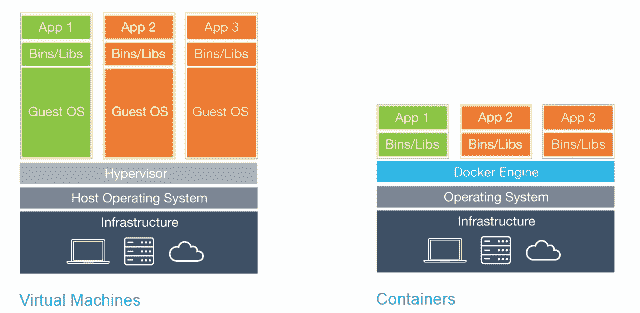 App 1 App 2 App 3
Bins/Libs Bins/Libs Bins/Libs
Guest OS Guest OS Guest OS
Hypervisor
Host Operating System
Infrastructure
Virtual Machines
App 1 App 2 App 3
Bins/Libs Bins/Libs Bins/Libs
Docker Engine
Operating System
Infrastructure
Containers